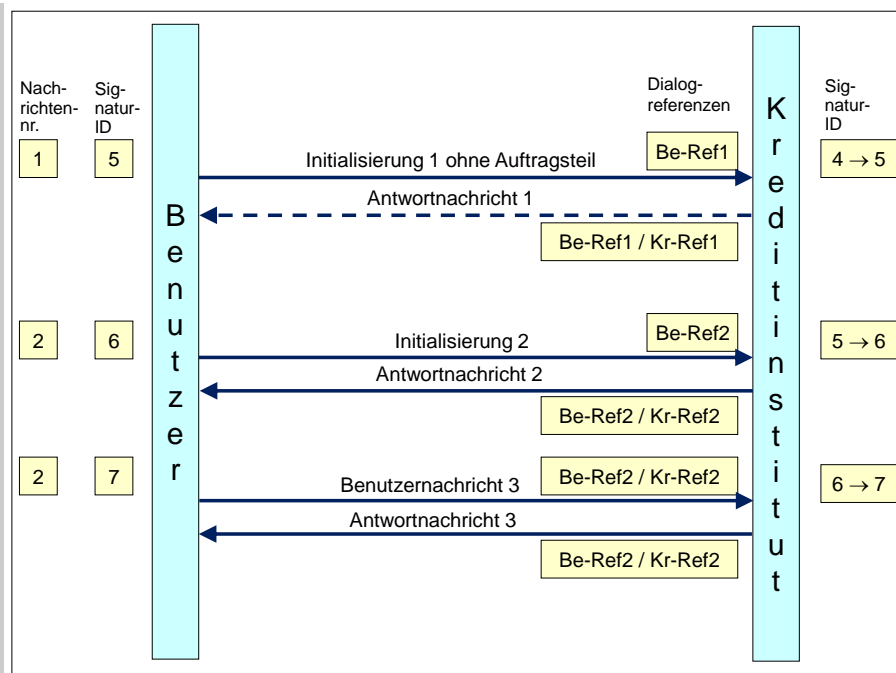 Nach-
richten-
nr.
Sig-
natur-
ID
Dialog-
referenzen
Sig-
natur-
ID
Benutzer
Kreditinstitut
1
5
Initialisierung 1 ohne Auftragsteil
Be-Ref1
4 → 5
Antwortnachricht 1
Be-Ref1 / Kr-Ref1
2
6
Initialisierung 2
Be-Ref2
5 → 6
Antwortnachricht 2
Be-Ref2 / Kr-Ref2
2
7
Benutzernachricht 3
Be-Ref2 / Kr-Ref2
6 → 7
Antwortnachricht 3
Be-Ref2 / Kr-Ref2